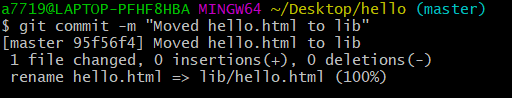 a7719@LAPTOP-PFHF8HBA MINGW64 ~/Desktop/hello (master)
$ git commit -m "Moved hello.html to lib"
[master 95f56f4] Moved hello.html to lib
 1 file changed, 0 insertions(+), 0 deletions(-)
 rename hello.html => lib/hello.html (100%)